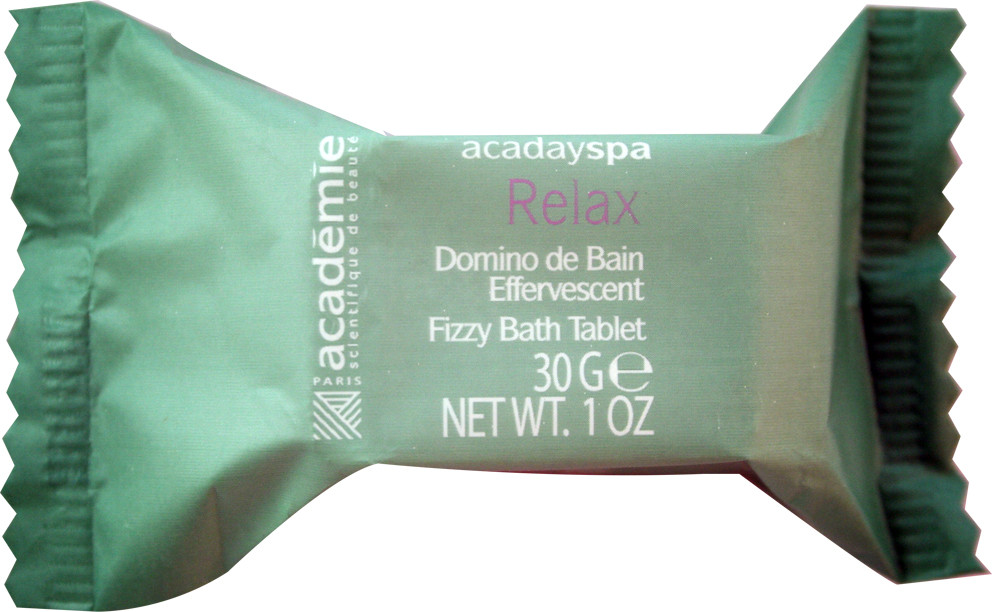 académie
scientifique de beauté
PARIS
acadayspa
Relax
Domino de Bain
Effervescent
Fizzy Bath Tablet
30 G e
NET WT. 1 OZ